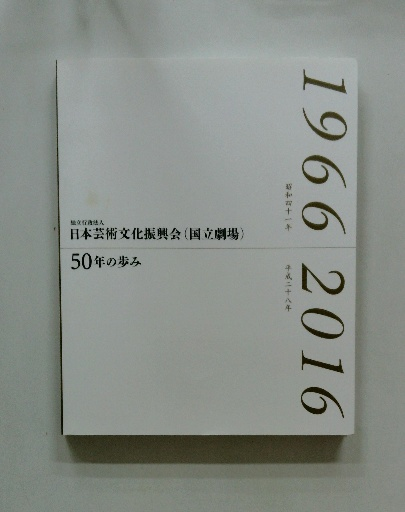 独立行政法人
日本芸術文化振興会（国立劇場）
50年の歩み
1966 2016
昭和四十一年
平成二十八年